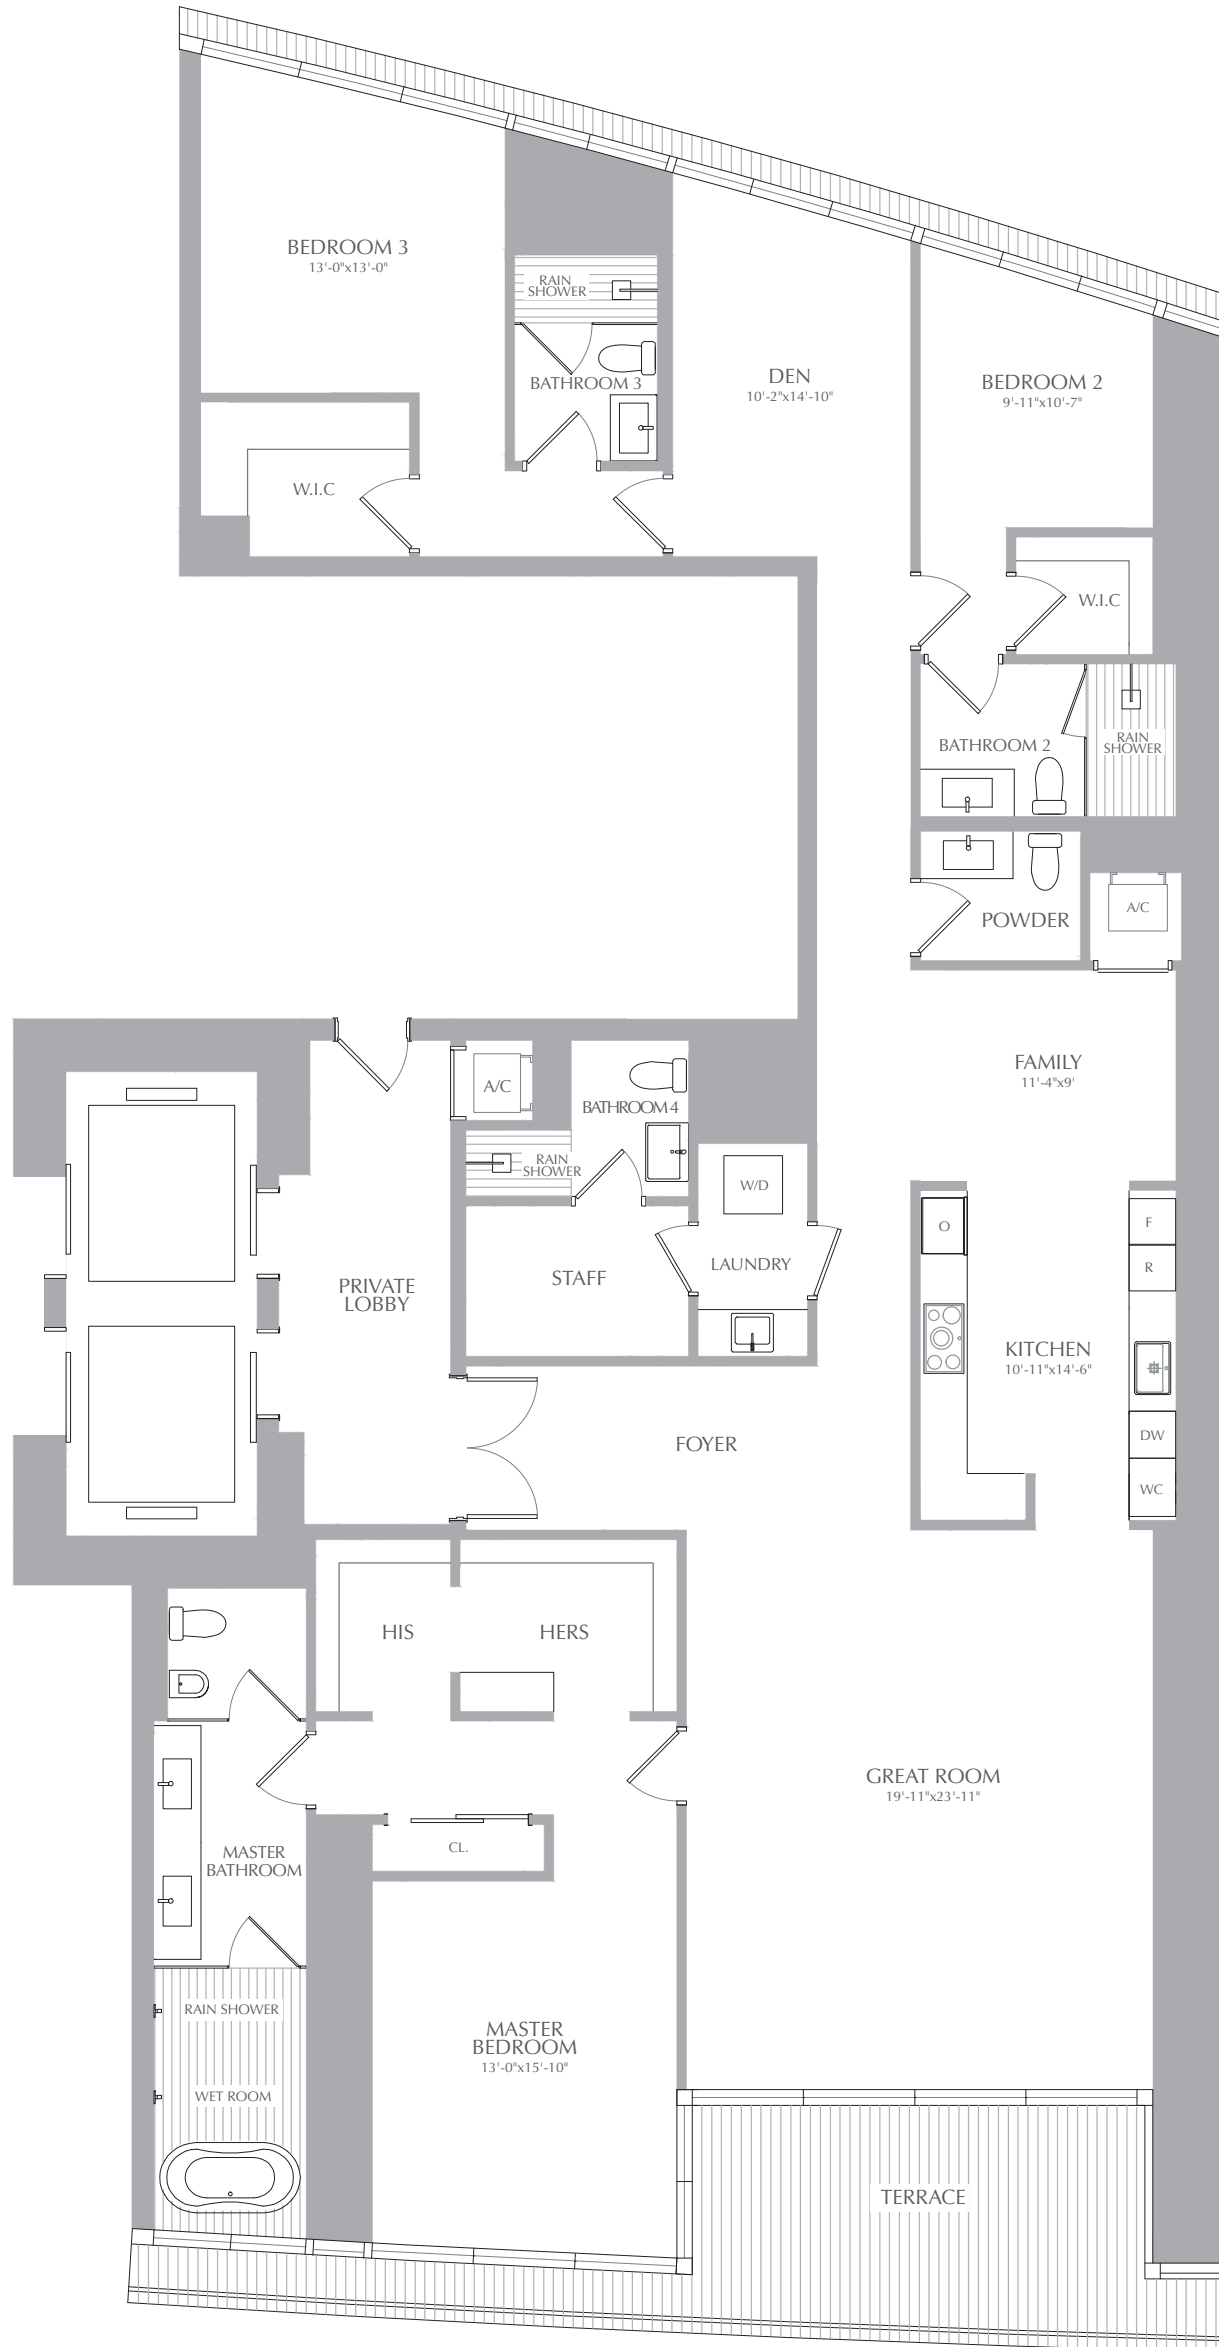 BEDROOM 3
13'-0"x13'-0"
RAIN
SHOWER
BATHROOM 3
DEN
10'-2"x14'-10"
BEDROOM 2
9'-11"x10'-7"
W.I.C
W.I.C
BATHROOM 2
RAIN
SHOWER
POWDER
A/C
FAMILY
11'-4"x9'
A/C
BATHROOM 4
RAIN
SHOWER
W/D
STAFF
LAUNDRY
PRIVATE
LOBBY
O
F
R
KITCHEN
10'-11"x14'-6"
DW
WC
FOYER
HIS
HERS
GREAT ROOM
19'-11"x23'-11"
CL.
MASTER
BATHROOM
RAIN SHOWER
MASTER
BEDROOM
13'-0"x15'-10"
WET ROOM
TERRACE